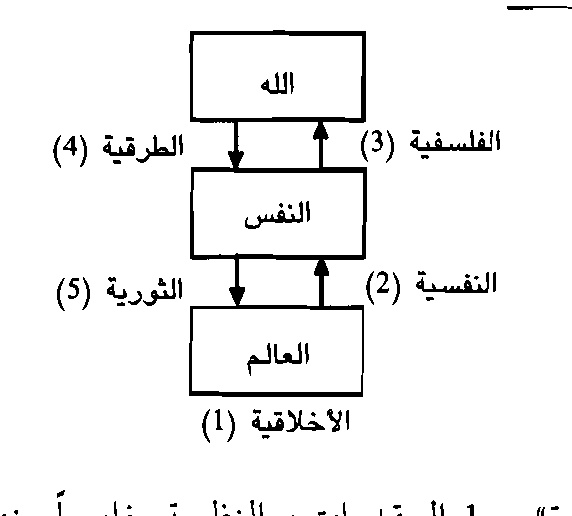 الله
الفلسفية (3)
الطرقية (4)
النفس
النفسية (2)
الثورية (5)
العالم
الأخلاقية (1)